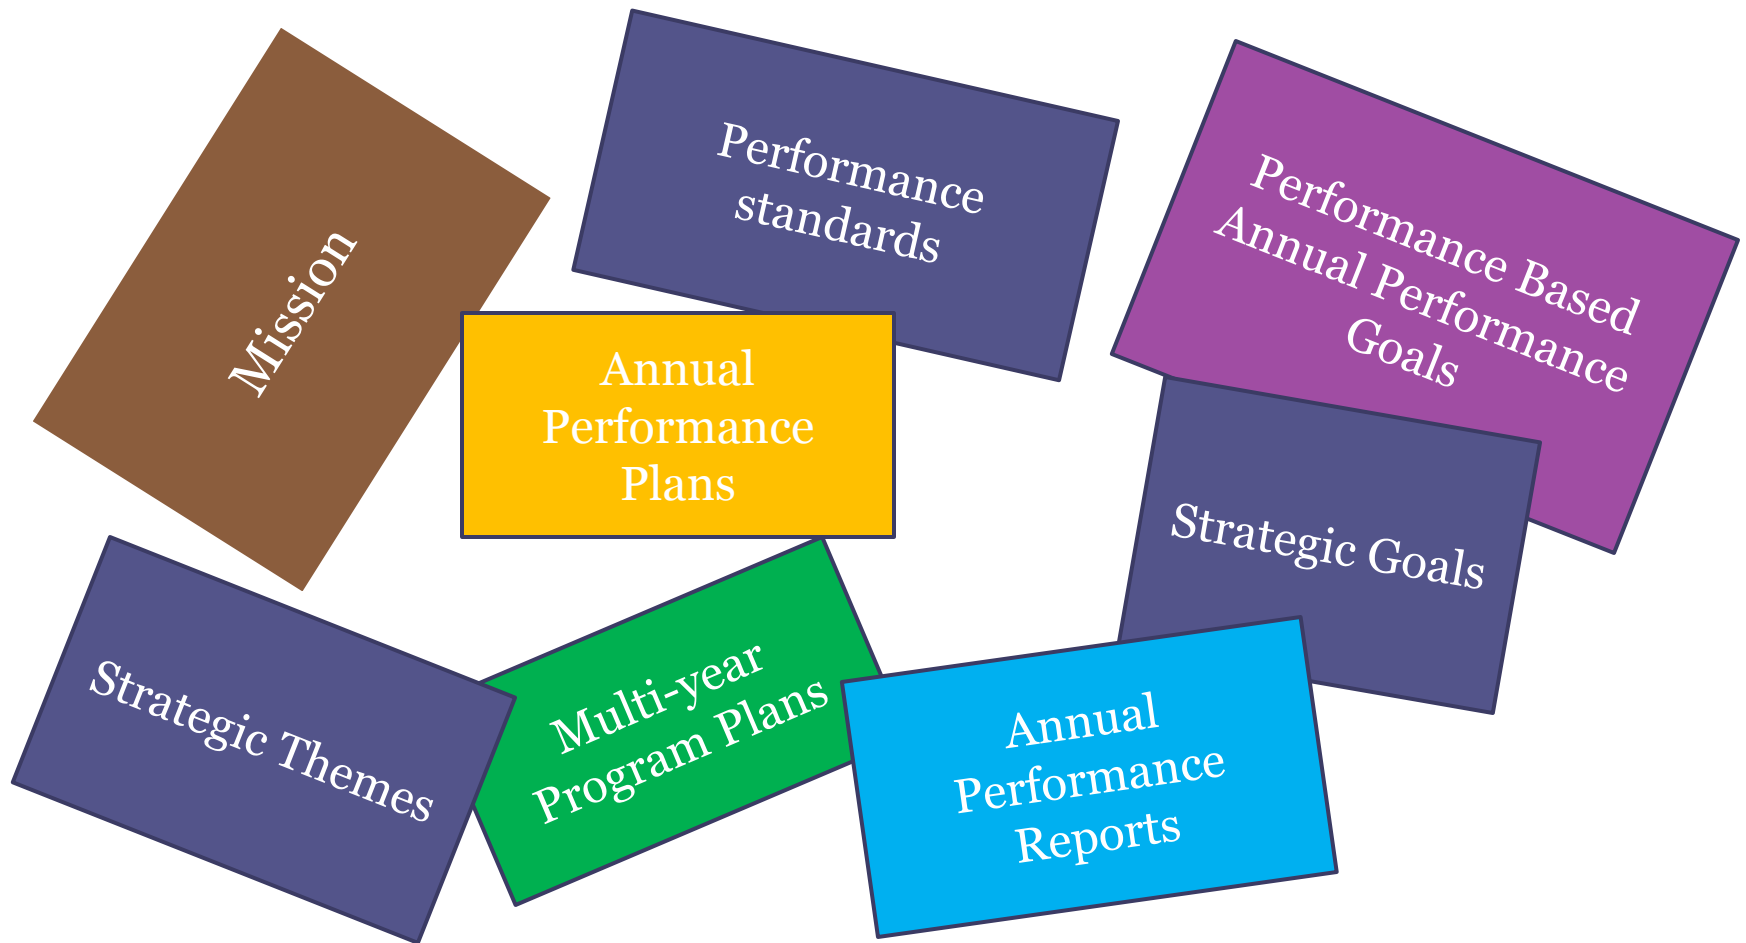 Mission
Performance
standards
Performance Based
Annual Performance
Goals
Annual
Performance
Plans
Strategic Goals
Strategic Themes
Multi-year
Program Plans
Annual
Performance
Reports